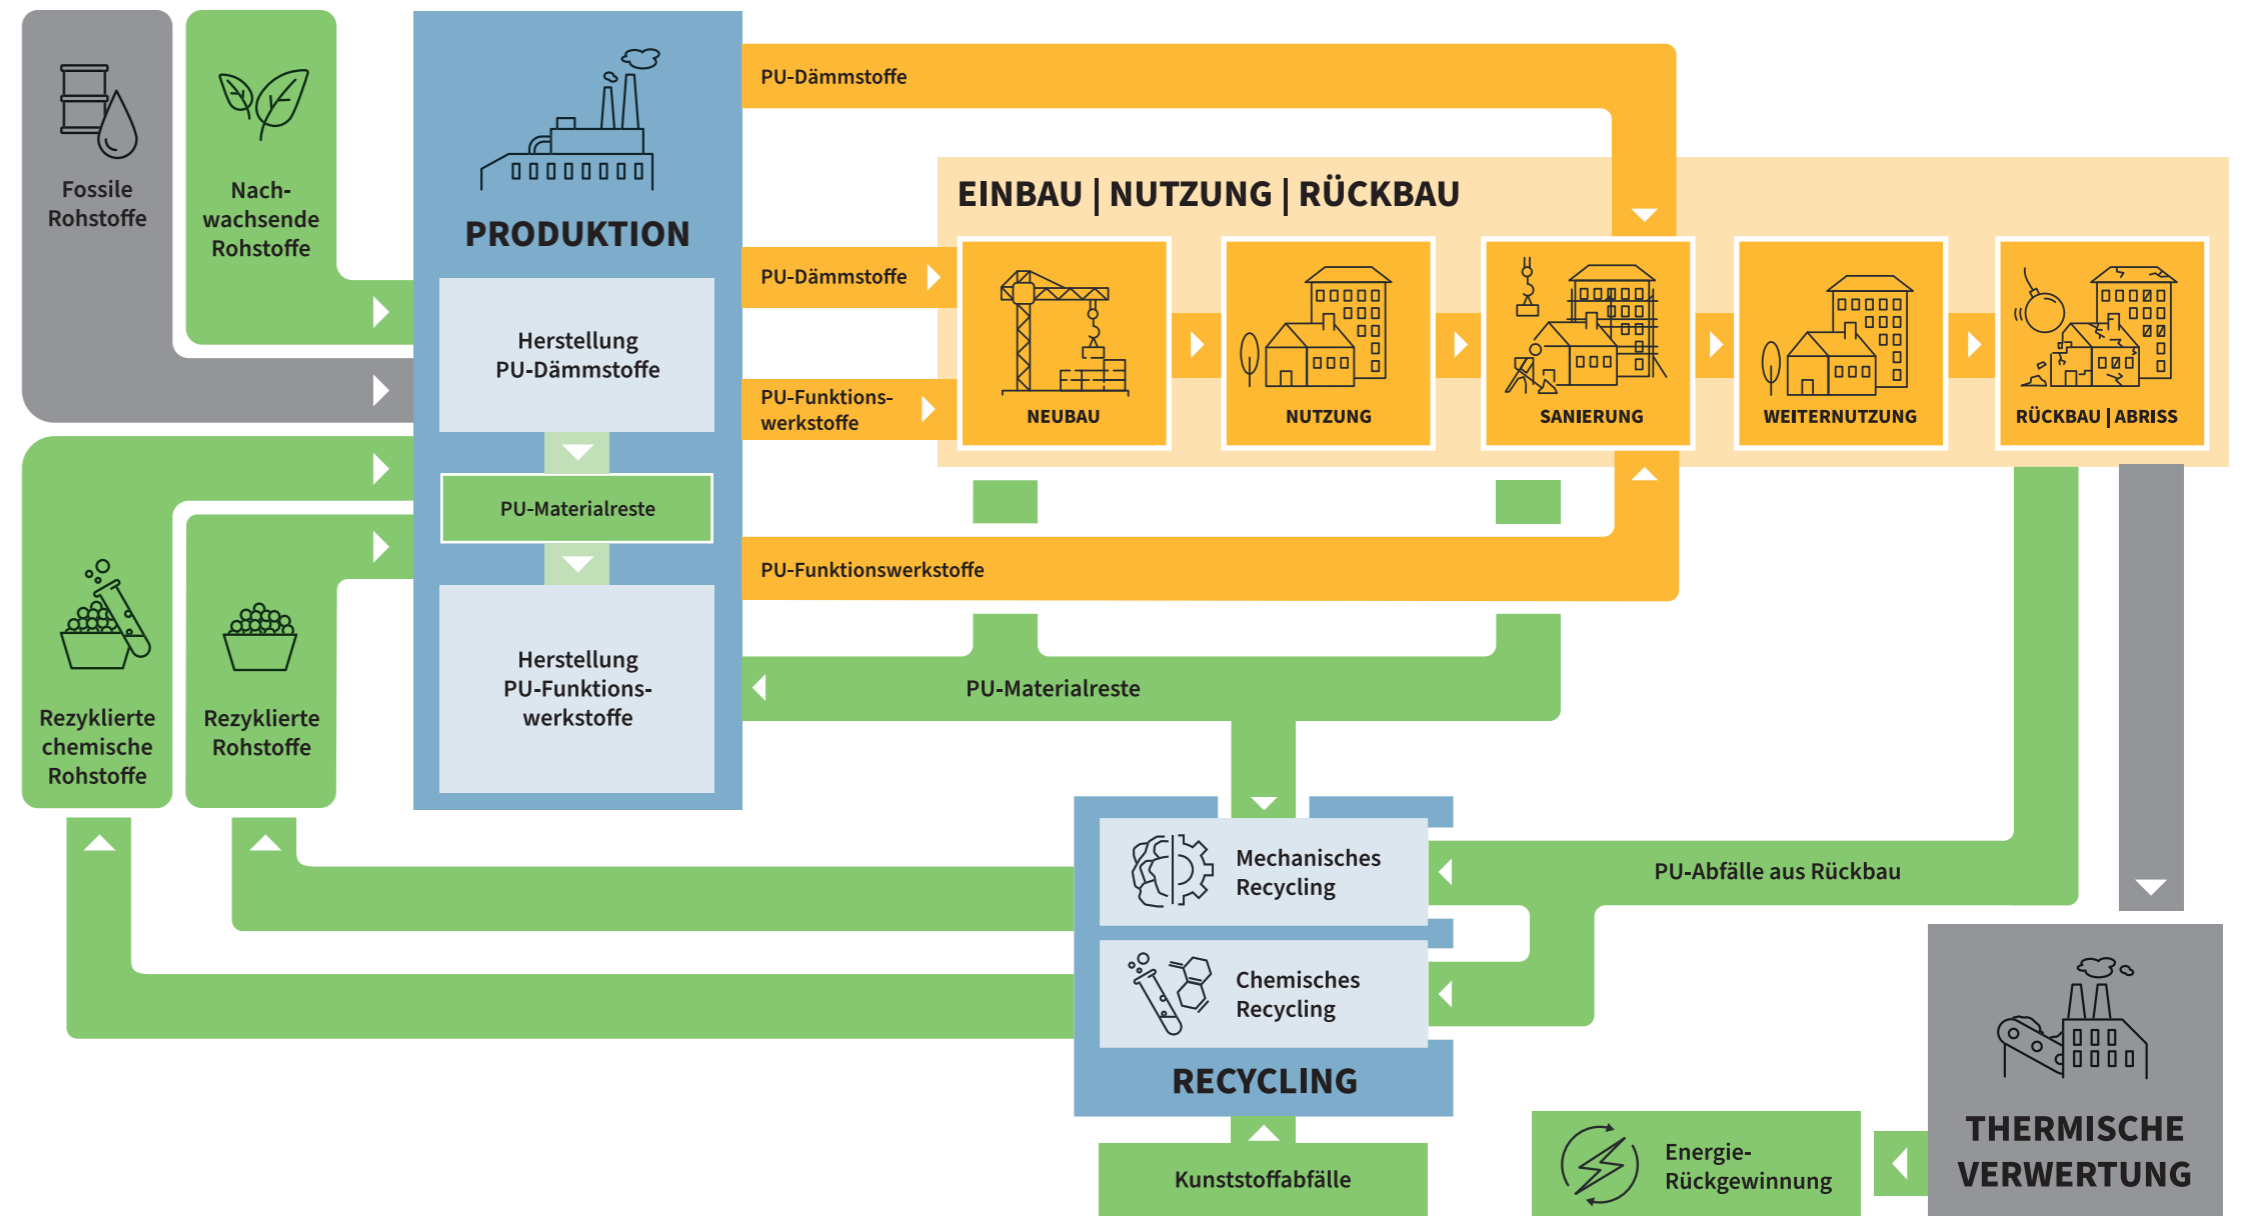 Fossile
Rohstoffe
Nach-
wachsende
Rohstoffe
PRODUKTION
Herstellung
PU-Dämmstoffe
PU-Materialreste
Herstellung
PU-Funktions-
werkstoffe
Rezyklierte
chemische
Rohstoffe
Rezyklierte
Rohstoffe
PU-Dämmstoffe
PU-Dämmstoffe
PU-Funktions-
werkstoffe
EINBAU | NUTZUNG | RÜCKBAU
NEUBAU
NUTZUNG
SANIERUNG
WEITERNUTZUNG
RÜCKBAU | ABRISS
PU-Funktionswerkstoffe
PU-Materialreste
Mechanisches
Recycling
Chemisches
Recycling
RECYCLING
PU-Abfälle aus Rückbau
Kunststoffabfälle
Energie-
Rückgewinnung
THERMISCHE
VERWERTUNG